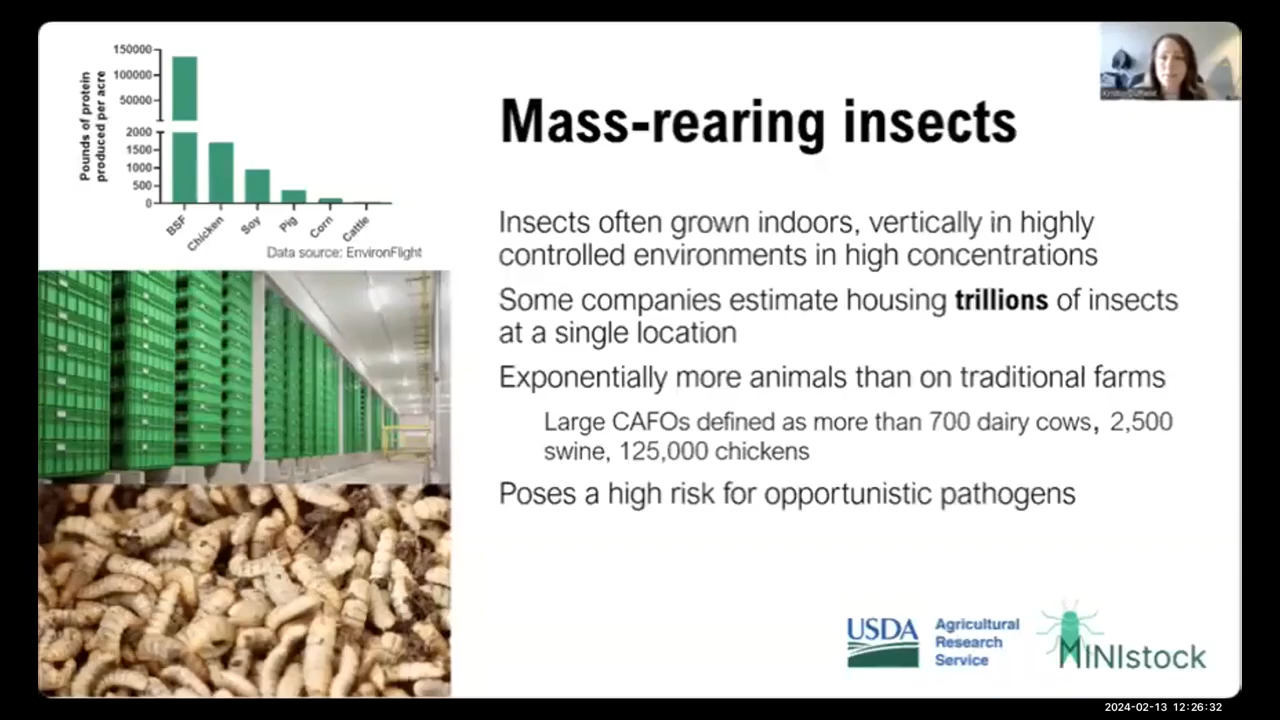 150000
100000
50000
2000
1500
1000
500
0
Pounds of protein
produced per acre
BSF
Chicken
Soy
Pig
Corn
Cattle
Data source: EnvironFlight
Mass-rearing insects
Insects often grown indoors, vertically in highly
controlled environments in high concentrations
Some companies estimate housing trillions of insects
at a single location
Exponentially more animals than on traditional farms
Large CAFOs defined as more than 700 dairy cows, 2,500
swine, 125,000 chickens
Poses a high risk for opportunistic pathogens
USDA
Agricultural
Research
Service
MINIstock
2024-02-13 12:26:32